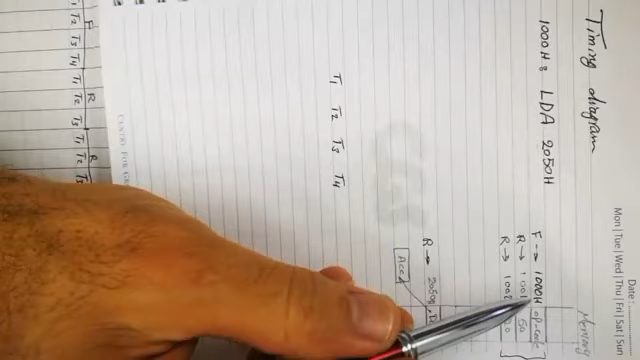 Date:
Mon | Tue | Wed | Thu | Fri | Sat | Sun
Timing diagram
Memory
1000H : LDA 2050H
F → 1000H op-code
R → 1001 50
R → 1002
R → 2050
Acc
T1 T2 T3 T4
F R R
T2 T3 T4 T1 T2 T3 T1 T2 T3